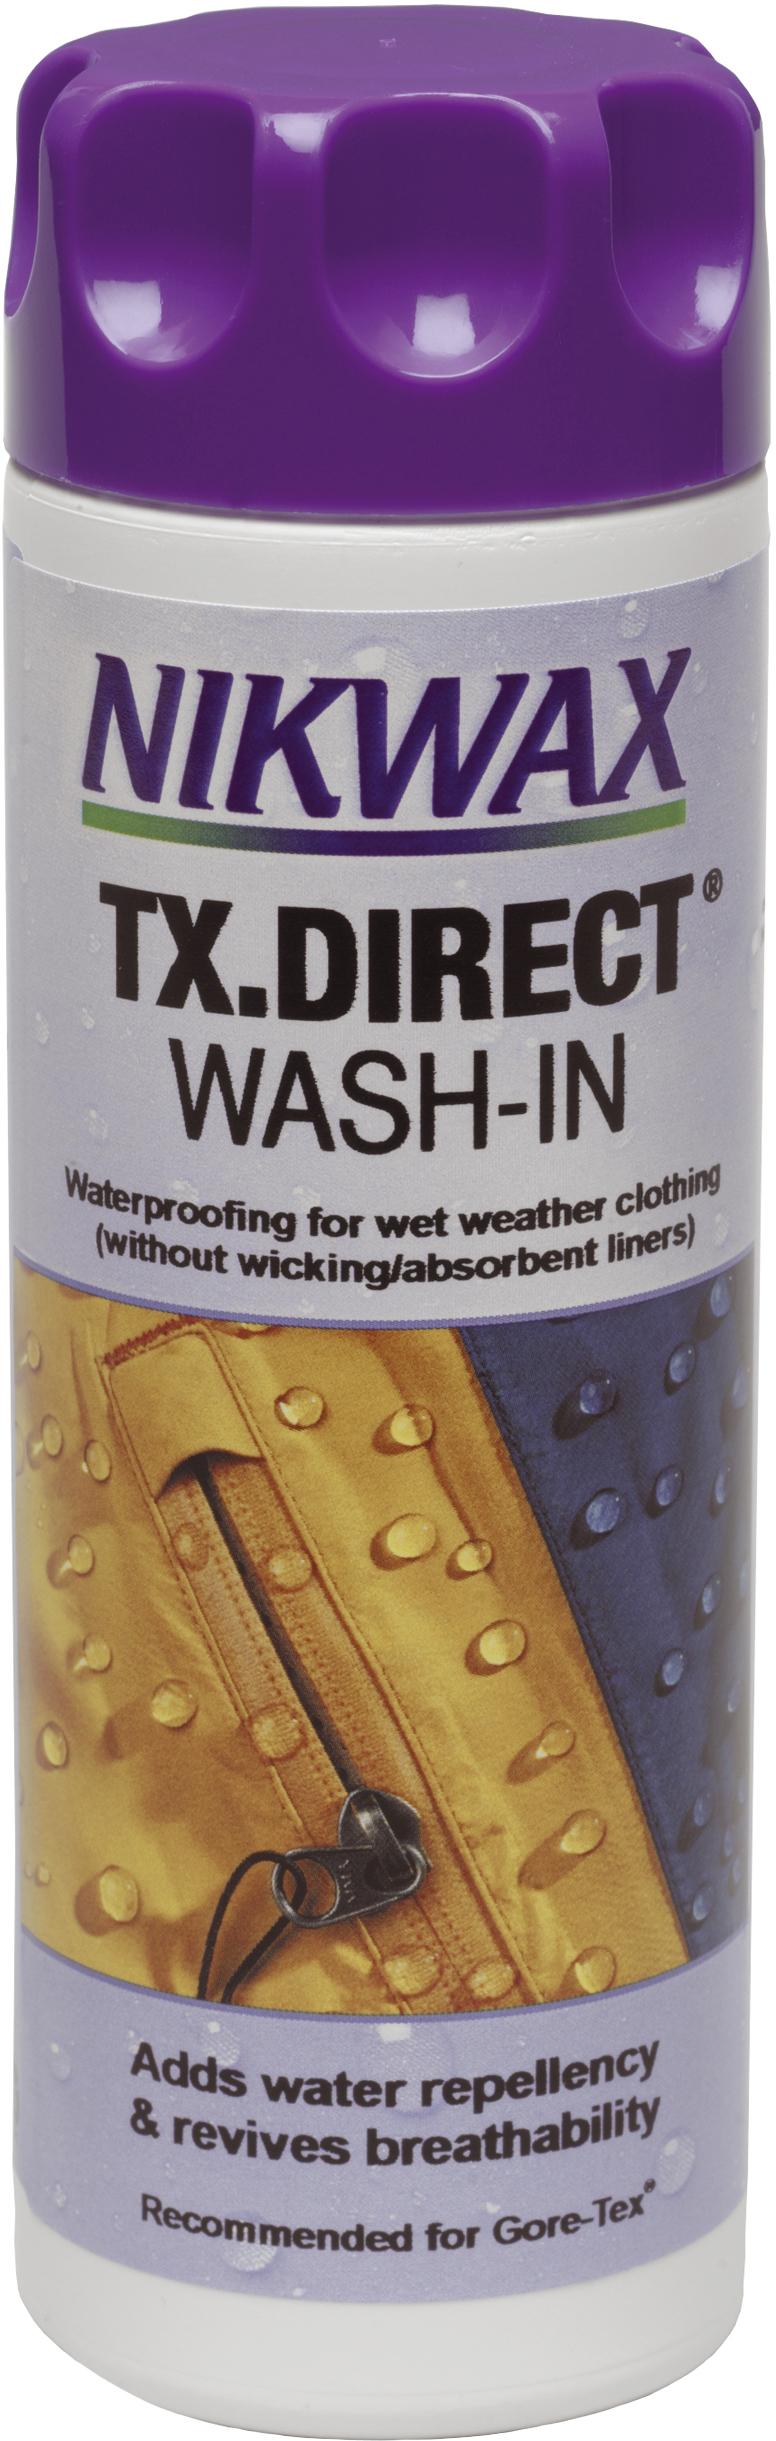 NIKWAX
TX.DIRECT®
WASH-IN
Waterproofing for wet weather clothing
(without wicking/absorbent liners)
Adds water repellency
& revives breathability
Recommended for Gore-Tex®